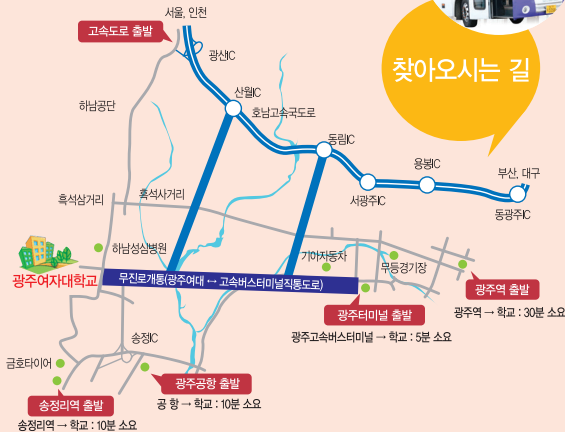 서울, 인천
고속도로 출발
광산IC
찾아오시는 길
산월IC
하남공단
호남고속국도로
동림IC
용봉IC
부산, 대구
흑석사거리
흑석삼거리
서광주IC
동광주IC
하남성심병원
기아자동차
무등경기장
광주여자대학교
무진로개통(광주여대 ↔ 고속버스터미널직통도로)
광주역 출발
광주역 → 학교 : 30분 소요
광주터미널 출발
광주고속버스터미널 → 학교 : 5분 소요
송정IC
금호타이어
광주공항 출발
공 항 → 학교 : 10분 소요
송정리역 출발
송정리역 → 학교 : 10분 소요